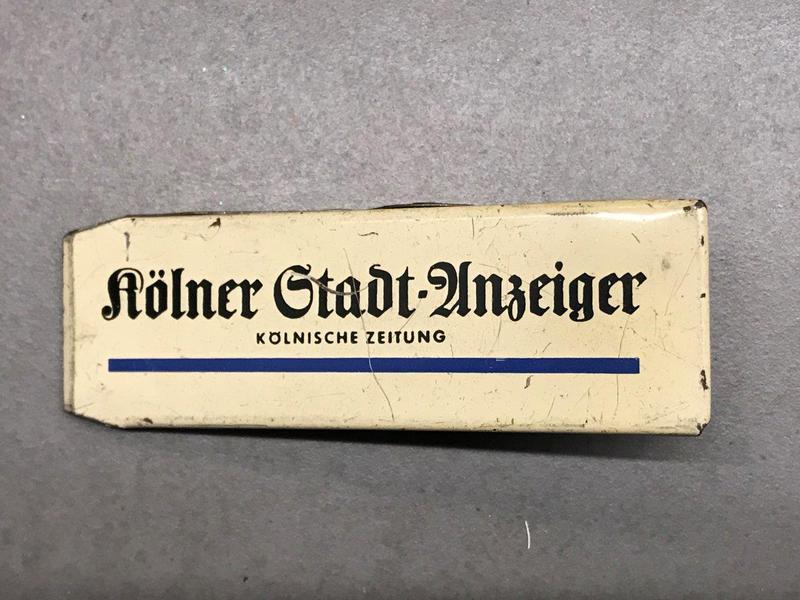 Kölner Stadt-Anzeiger
KÖLNISCHE ZEITUNG